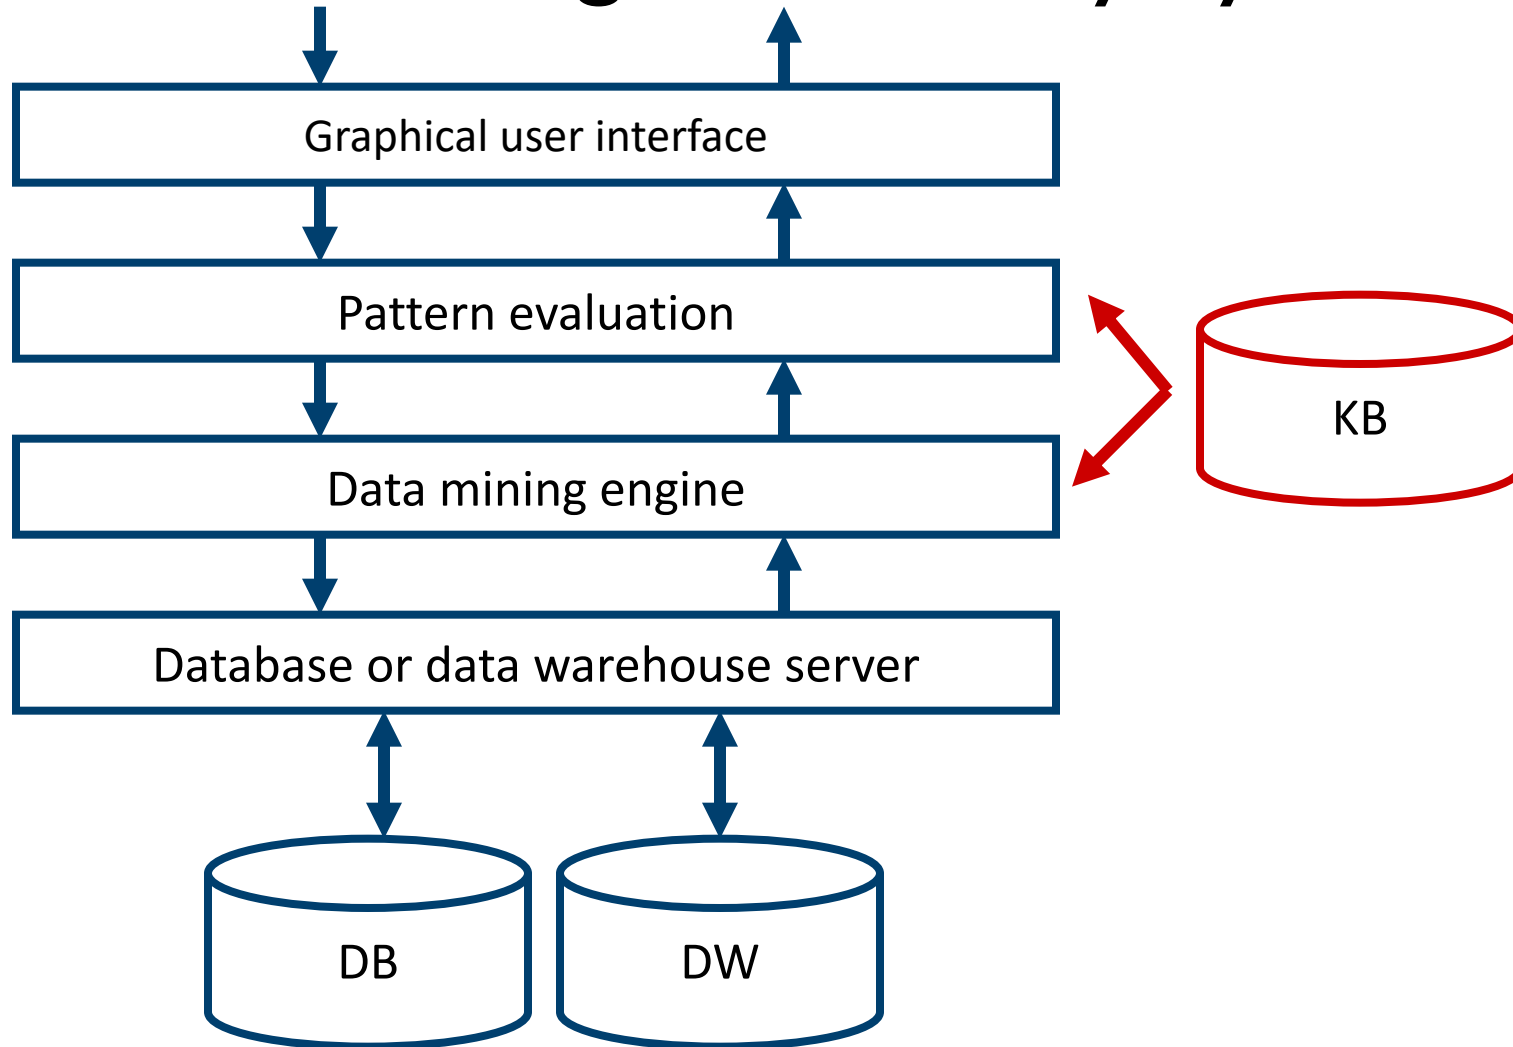 Graphical user interface
Pattern evaluation
KB
Data mining engine
Database or data warehouse server
DB
DW